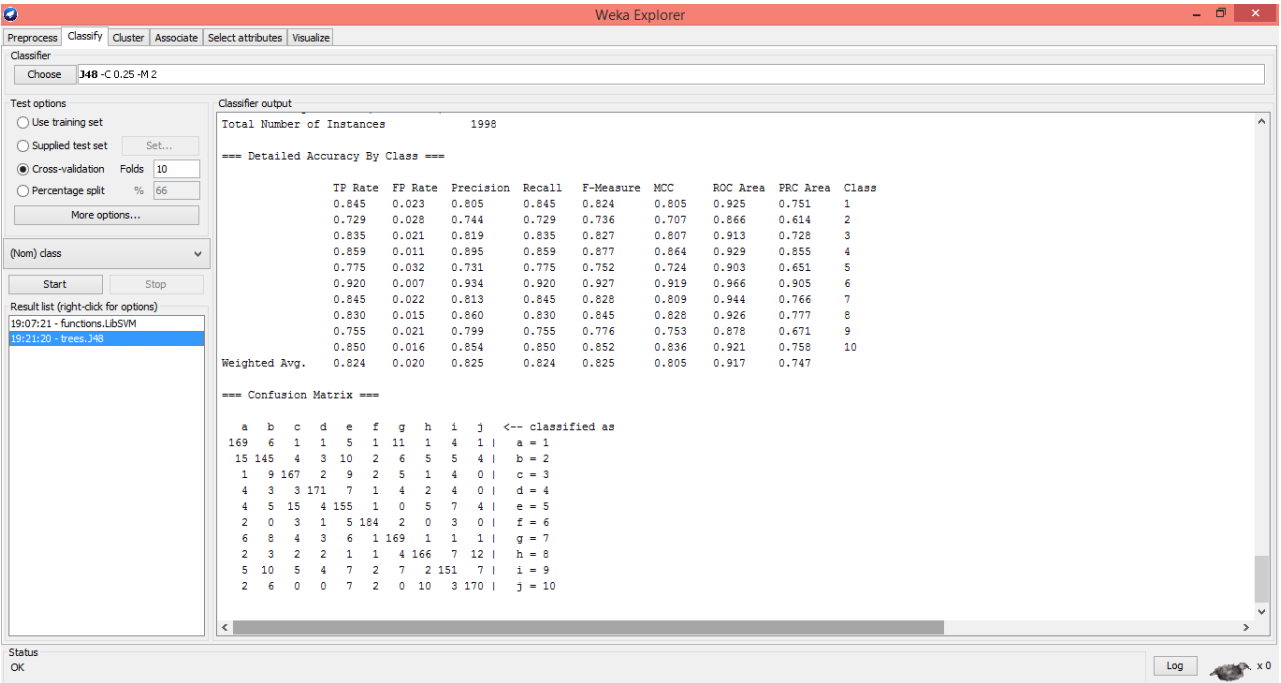 Weka Explorer
Preprocess Classify Cluster Associate Select attributes Visualize
Classifier
Choose J48 -C 0.25 -M 2
Test options
Use training set
Supplied test set Set...
Cross-validation Folds 10
Percentage split % 66
More options...
(Nom) class
Start Stop
Result list (right-click for options)
19:07:21 - functions.LibSVM
19:21:20 - trees.J48
Classifier output
Total Number of Instances 1998
=== Detailed Accuracy By Class ===
TP Rate FP Rate Precision Recall F-Measure MCC ROC Area PRC Area Class
0.845 0.023 0.805 0.845 0.824 0.805 0.925 0.751 1
0.729 0.028 0.744 0.729 0.736 0.707 0.866 0.614 2
0.835 0.021 0.819 0.835 0.827 0.807 0.913 0.728 3
0.859 0.011 0.895 0.859 0.877 0.864 0.929 0.855 4
0.775 0.032 0.731 0.775 0.752 0.724 0.903 0.651 5
0.920 0.007 0.934 0.920 0.927 0.919 0.966 0.905 6
0.845 0.022 0.813 0.845 0.828 0.809 0.944 0.766 7
0.830 0.015 0.860 0.830 0.845 0.828 0.926 0.777 8
0.755 0.021 0.799 0.755 0.776 0.753 0.878 0.671 9
0.850 0.016 0.854 0.850 0.852 0.836 0.921 0.758 10
Weighted Avg. 0.824 0.020 0.825 0.824 0.825 0.805 0.917 0.747
=== Confusion Matrix ===
a b c d e f g h i j <-- classified as
169 6 1 1 5 1 11 1 4 1 | a = 1
15 145 4 3 10 2 6 5 5 4 | b = 2
1 9 167 2 9 2 5 1 4 0 | c = 3
4 3 3 171 7 1 4 2 4 0 | d = 4
4 5 15 4 155 1 0 5 7 4 | e = 5
2 0 3 1 5 184 2 0 3 0 | f = 6
6 8 4 3 6 1 169 1 1 1 | g = 7
2 3 2 2 1 1 4 166 7 12 | h = 8
5 10 5 4 7 2 7 2 151 7 | i = 9
2 6 0 0 7 2 0 10 3 170 | j = 10
Status
OK
Log x 0